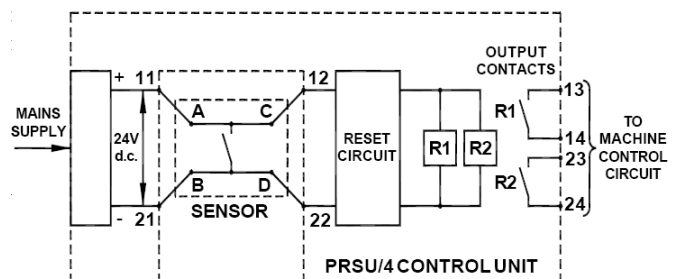 OUTPUT
CONTACTS
+ 11
12
13
MAINS
SUPPLY
24V
d.c.
A
C
B
D
SENSOR
RESET
CIRCUIT
R1
R2
R1
14
23
R2
24
TO
MACHINE
CONTROL
CIRCUIT
- 21
22
PRSU/4 CONTROL UNIT